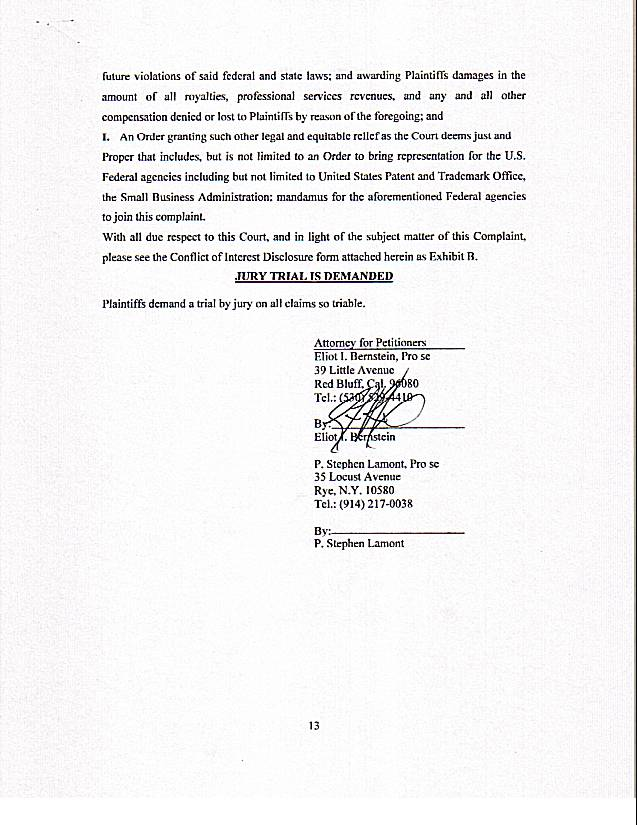 future violations of said federal and state laws; and awarding Plaintiffs damages in the
amount of all royalties, professional services revenues, and any and all other
compensation denied or lost to Plaintiffs by reason of the foregoing; and
I. An Order granting such other legal and equitable relief as the Court deems just and
Proper that includes, but is not limited to an Order to bring representation for the U.S.
Federal agencies including but not limited to United States Patent and Trademark Office,
the Small Business Administration; mandamus for the aforementioned Federal agencies
to join this complaint.
With all due respect to this Court, and in light of the subject matter of this Complaint,
please see the Conflict of Interest Disclosure form attached herein as Exhibit B.
JURY TRIAL IS DEMANDED
Plaintiffs demand a trial by jury on all claims so triable.
Attorney for Petitioners
Eliot I. Bernstein, Pro se
39 Little Avenue
Red Bluff, Cal. 96080
Tel.: (530)
By:
Eliot I. Bernstein
P. Stephen Lamont, Pro se
35 Locust Avenue
Rye, N.Y. 10580
Tel.: (914) 217-0038
By:
P. Stephen Lamont
13